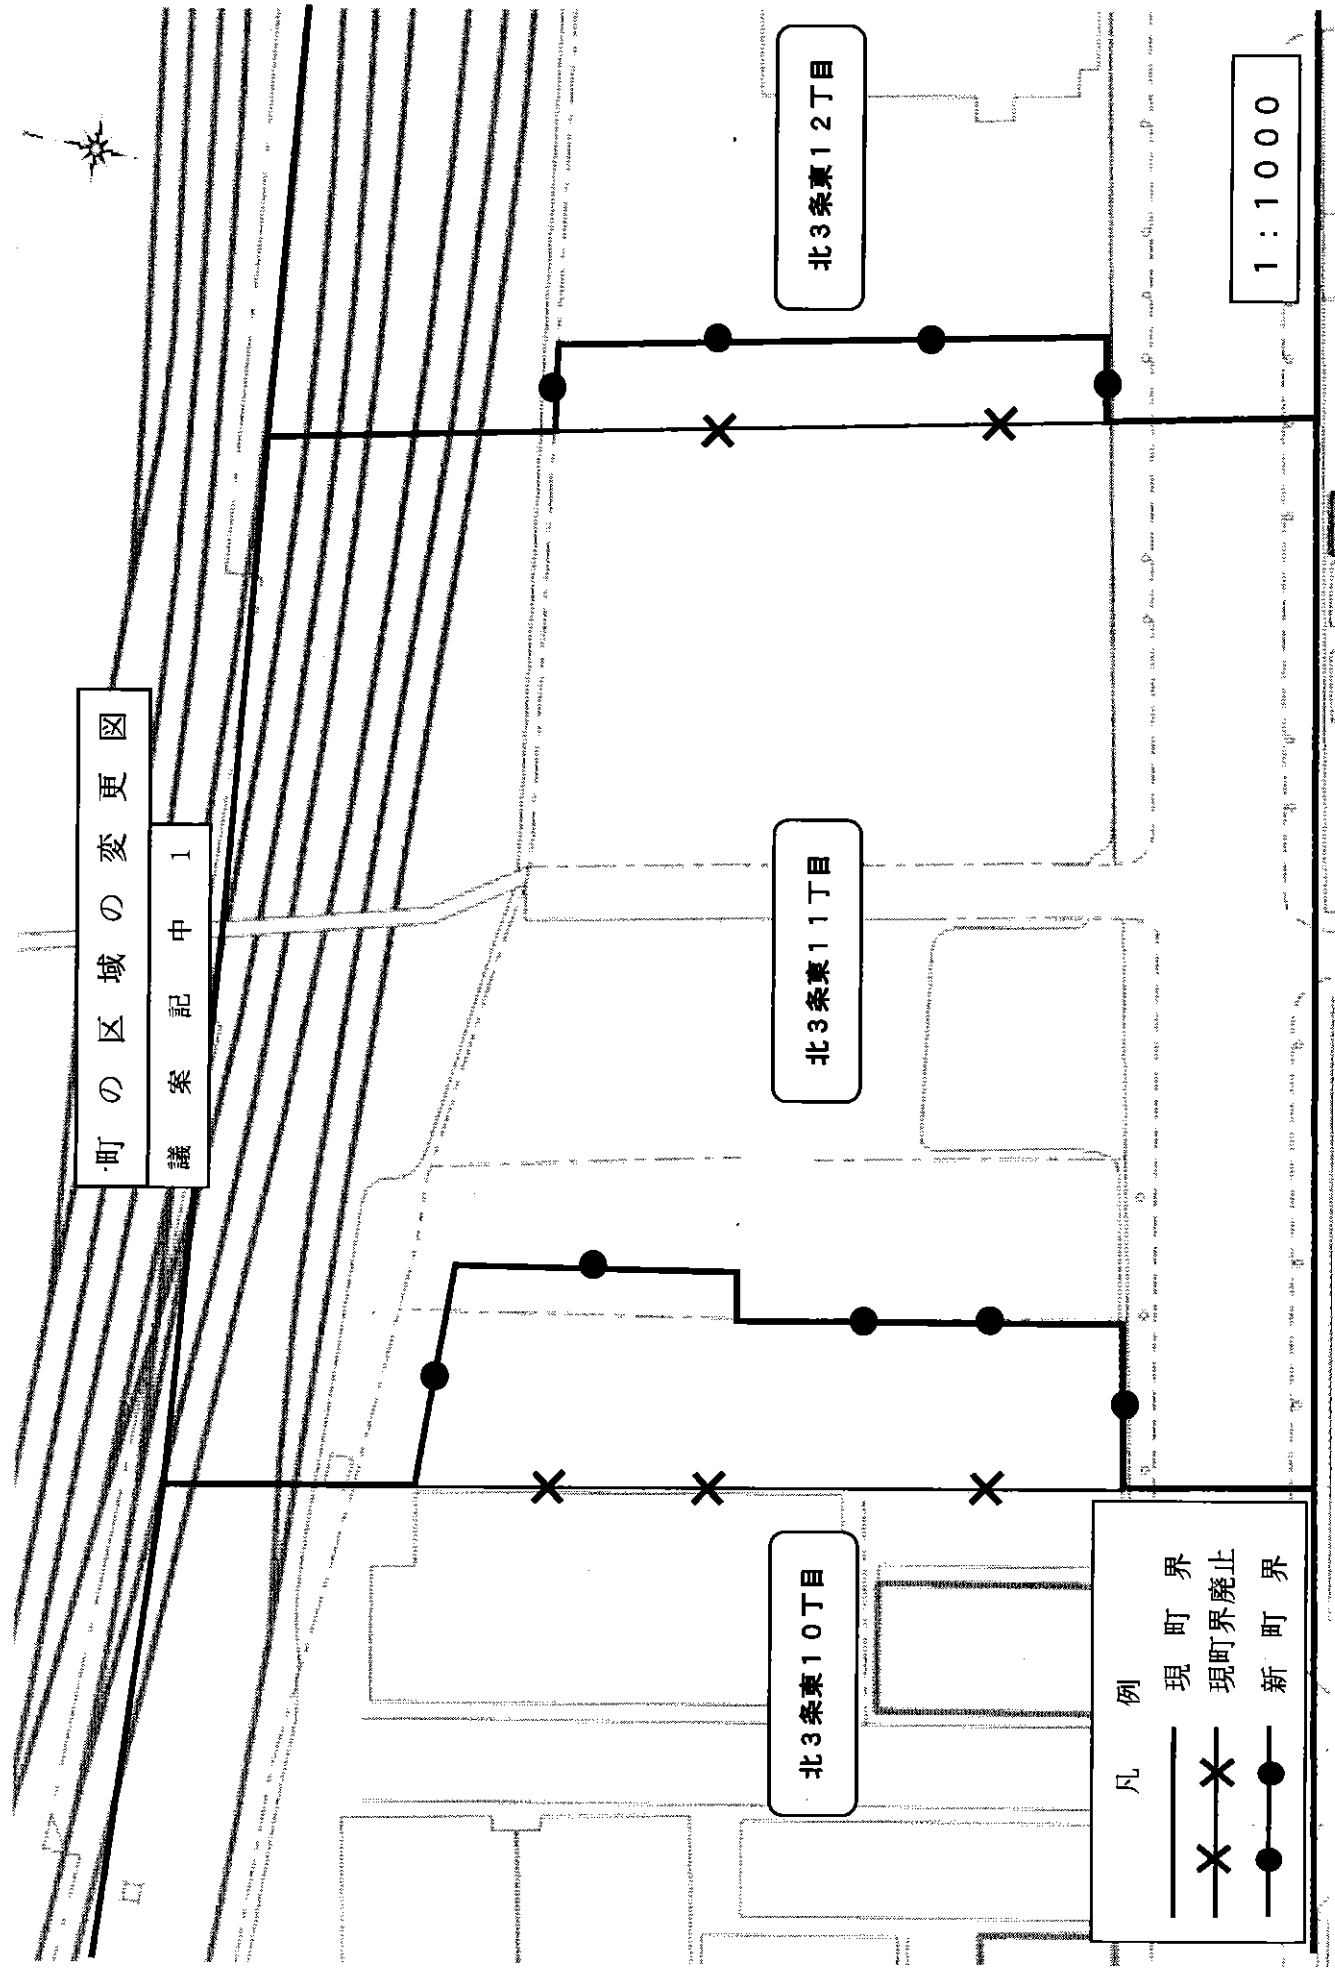 町の区域の変更図
議案記中1
北3条東10丁目
北3条東11丁目
北3条東12丁目
凡例
現町界
現町界廃止
新町界
1:1000